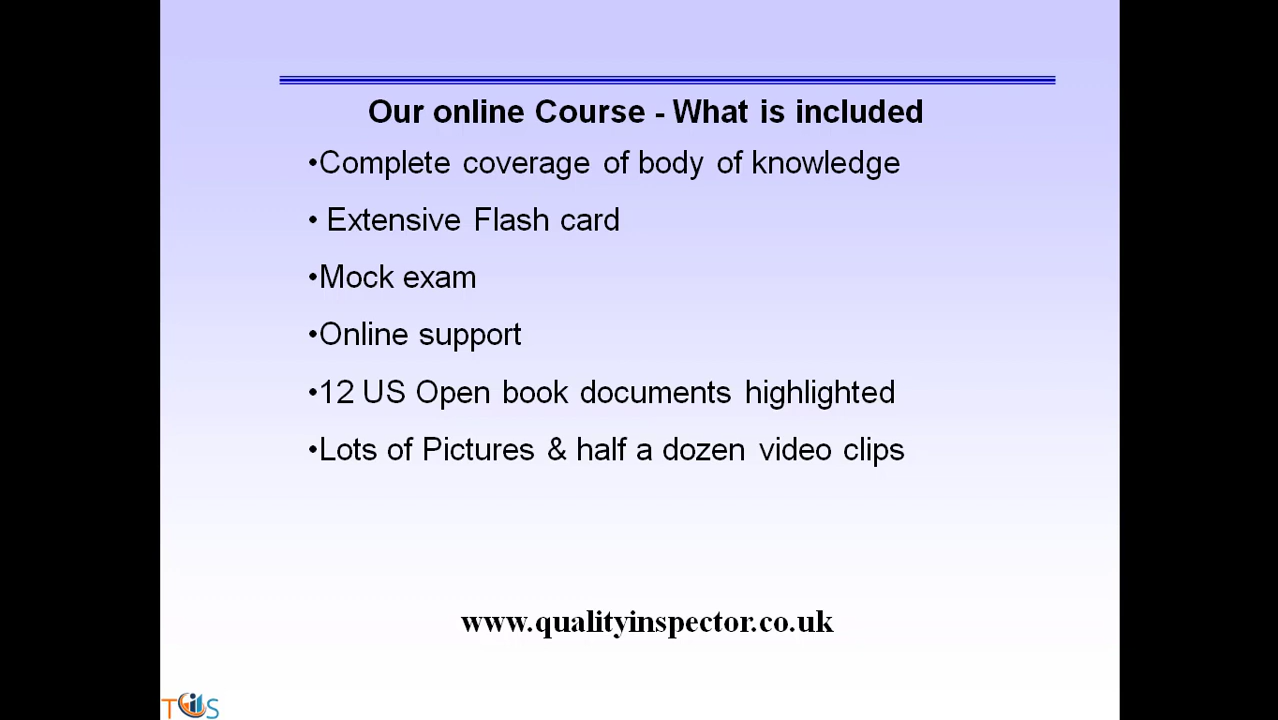 Our online Course - What is included
•Complete coverage of body of knowledge
• Extensive Flash card
•Mock exam
•Online support
•12 US Open book documents highlighted
•Lots of Pictures & half a dozen video clips
www.qualityinspector.co.uk